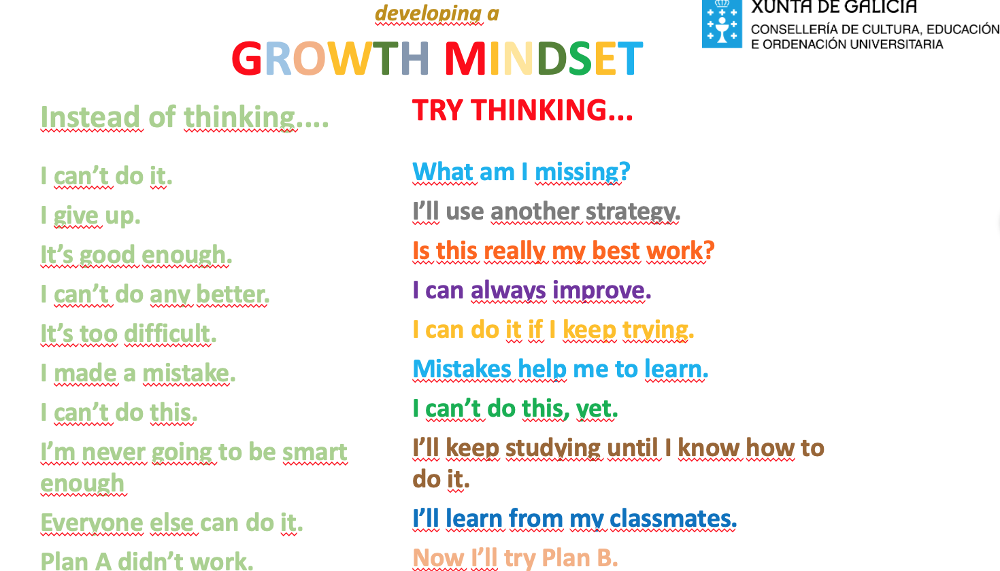 developing a
GROWTH MINDSET
XUNTA DE GALICIA
CONSELLERÍA DE CULTURA, EDUCACIÓN
E ORDENACIÓN UNIVERSITARIA
Instead of thinking....
I can’t do it.
I give up.
It’s good enough.
I can’t do any better.
It’s too difficult.
I made a mistake.
I can’t do this.
I’m never going to be smart
enough
Everyone else can do it.
Plan A didn’t work.
TRY THINKING...
What am I missing?
I’ll use another strategy.
Is this really my best work?
I can always improve.
I can do it if I keep trying.
Mistakes help me to learn.
I can’t do this, yet.
I’ll keep studying until I know how to
do it.
I’ll learn from my classmates.
Now I’ll try Plan B.